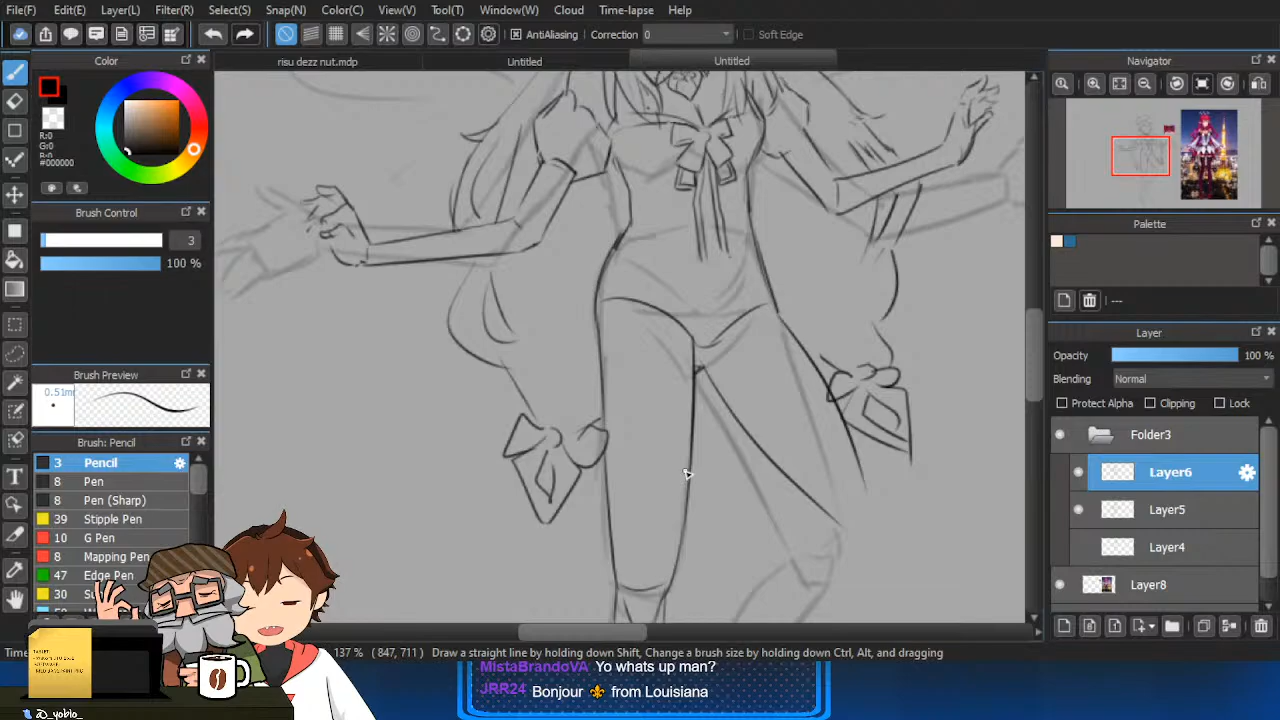 File(F) Edit(E) Layer(L) Filter(R) Select(S) Snap(N) Color(C) View(V) Tool(T) Window(W) Cloud Time-lapse Help
AntiAliasing Correction 0 Soft Edge
Color
risu dezz nut.mdp Untitled Untitled
Navigator
R:0
G:0
B:0
#000000
Brush Control
3
100 %
Brush Preview
0.51m
Brush: Pencil
3 Pencil
8 Pen
8 Pen (Sharp)
39 Stipple Pen
10 G Pen
8 Mapping Pen
47 Edge Pen
30
50
Palette
---
Layer
Opacity 100 %
Blending Normal
Protect Alpha Clipping Lock
Folder3
Layer6
Layer5
Layer4
Layer8
137 % (847, 711) Draw a straight line by holding down Shift, Change a brush size by holding down Ctrl, Alt, and dragging
MistaBrandoVA Yo whats up man?
JRR24 Bonjour ⚜ from Louisiana